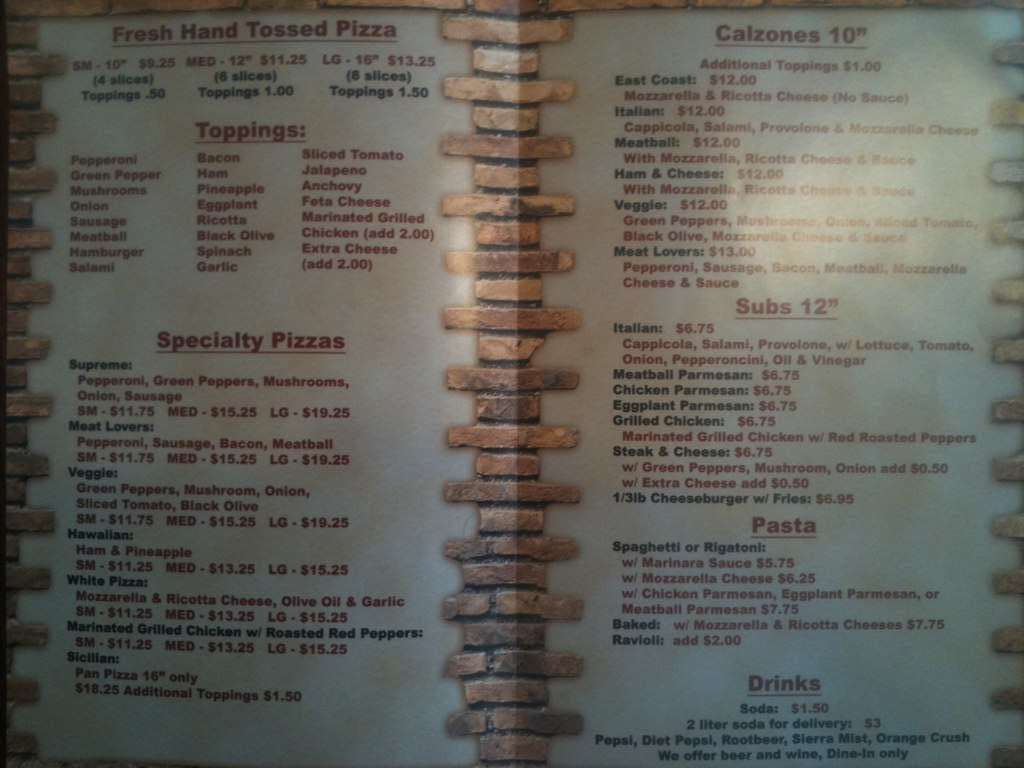 Fresh Hand Tossed Pizza
SM - 10" $9.25 MED - 12" $11.25 LG - 16" $13.25
(4 slices) (6 slices) (8 slices)
Toppings .50 Toppings 1.00 Toppings 1.50
Toppings:
Pepperoni
Green Pepper
Mushrooms
Onion
Sausage
Meatball
Hamburger
Salami
Bacon
Ham
Pineapple
Eggplant
Ricotta
Black Olive
Spinach
Garlic
Sliced Tomato
Jalapeno
Anchovy
Feta Cheese
Marinated Grilled
Chicken (add 2.00)
Extra Cheese
(add 2.00)
Specialty Pizzas
Supreme:
Pepperoni, Green Peppers, Mushrooms,
Onion, Sausage
SM - $11.75 MED - $15.25 LG - $19.25
Meat Lovers:
Pepperoni, Sausage, Bacon, Meatball
SM - $11.75 MED - $15.25 LG - $19.25
Veggie:
Green Peppers, Mushroom, Onion,
Sliced Tomato, Black Olive
SM - $11.75 MED - $15.25 LG - $19.25
Hawaiian:
Ham & Pineapple
SM - $11.25 MED - $13.25 LG - $15.25
White Pizza:
Mozzarella & Ricotta Cheese, Olive Oil & Garlic
SM - $11.25 MED - $13.25 LG - $15.25
Marinated Grilled Chicken w/ Roasted Red Peppers:
SM - $11.25 MED - $13.25 LG - $15.25
Sicilian:
Pan Pizza 16" only
$18.25 Additional Toppings $1.50
Calzones 10"
Additional Toppings $1.00
East Coast: $12.00
Mozzarella & Ricotta Cheese (No Sauce)
Italian: $12.00
Cappicola, Salami, Provolone & Mozzarella Cheese
Meatball: $12.00
With Mozzarella, Ricotta Cheese & Sauce
Ham & Cheese: $12.00
With Mozzarella, Ricotta Cheese & Sauce
Veggie: $12.00
Green Peppers, Mushrooms, Onion, Sliced Tomato,
Black Olive, Mozzarella Cheese & Sauce
Meat Lovers: $13.00
Pepperoni, Sausage, Bacon, Meatball, Mozzarella
Cheese & Sauce
Subs 12"
Italian: $6.75
Cappicola, Salami, Provolone, w/ Lettuce, Tomato,
Onion, Pepperoncini, Oil & Vinegar
Meatball Parmesan: $6.75
Chicken Parmesan: $6.75
Eggplant Parmesan: $6.75
Grilled Chicken: $6.75
Marinated Grilled Chicken w/ Red Roasted Peppers
Steak & Cheese: $6.75
w/ Green Peppers, Mushroom, Onion add $0.50
w/ Extra Cheese add $0.50
1/3lb Cheeseburger w/ Fries: $6.95
Pasta
Spaghetti or Rigatoni:
w/ Marinara Sauce $5.75
w/ Mozzarella Cheese $6.25
w/ Chicken Parmesan, Eggplant Parmesan, or
Meatball Parmesan $7.75
Baked: w/ Mozzarella & Ricotta Cheeses $7.75
Ravioli: add $2.00
Drinks
Soda: $1.50
2 liter soda for delivery: $3
Pepsi, Diet Pepsi, Rootbeer, Sierra Mist, Orange Crush
We offer beer and wine, Dine-In only